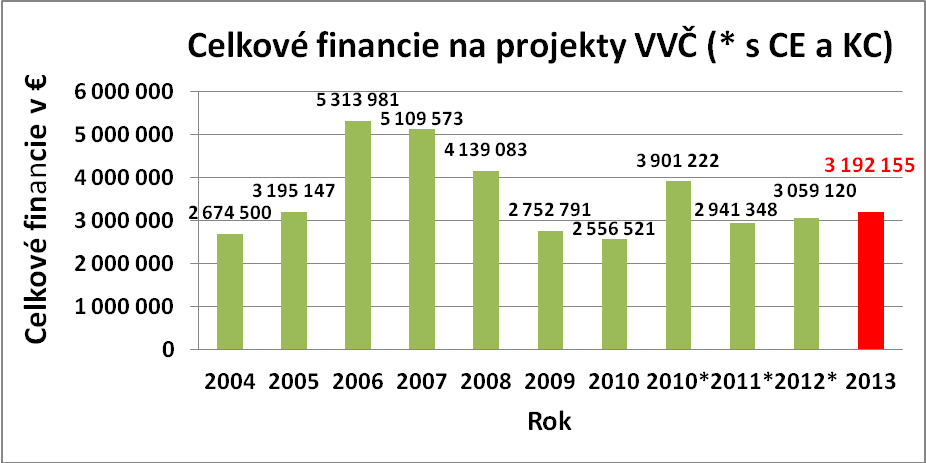 Celkové financie na projekty VVČ (* s CE a KC)
Celkové financie v €
6 000 000
5 000 000
4 000 000
3 000 000
2 000 000
1 000 000
0
2 674 500
3 195 147
5 313 981
5 109 573
4 139 083
2 752 791
2 556 521
3 901 222
2 941 348
3 059 120
3 192 155
2004 2005 2006 2007 2008 2009 2010 2010* 2011* 2012* 2013
Rok